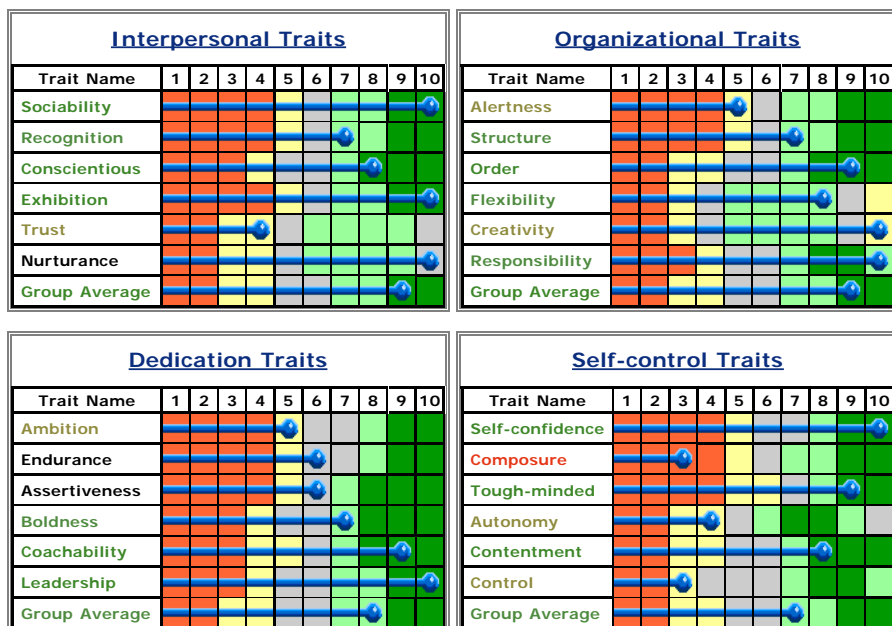 Interpersonal Traits
Trait Name 1 2 3 4 5 6 7 8 9 10
Sociability
Recognition
Conscientious
Exhibition
Trust
Nurturance
Group Average
Organizational Traits
Trait Name 1 2 3 4 5 6 7 8 9 10
Alertness
Structure
Order
Flexibility
Creativity
Responsibility
Group Average
Dedication Traits
Trait Name 1 2 3 4 5 6 7 8 9 10
Ambition
Endurance
Assertiveness
Boldness
Coachability
Leadership
Group Average
Self-control Traits
Trait Name 1 2 3 4 5 6 7 8 9 10
Self-confidence
Composure
Tough-minded
Autonomy
Contentment
Control
Group Average